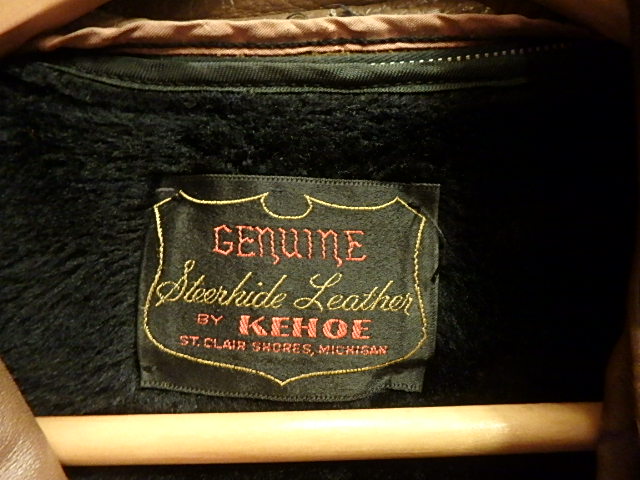 GENUINE
Steerhide Leather
BY KEHOE
ST. CLAIR SHORES, MICHIGAN